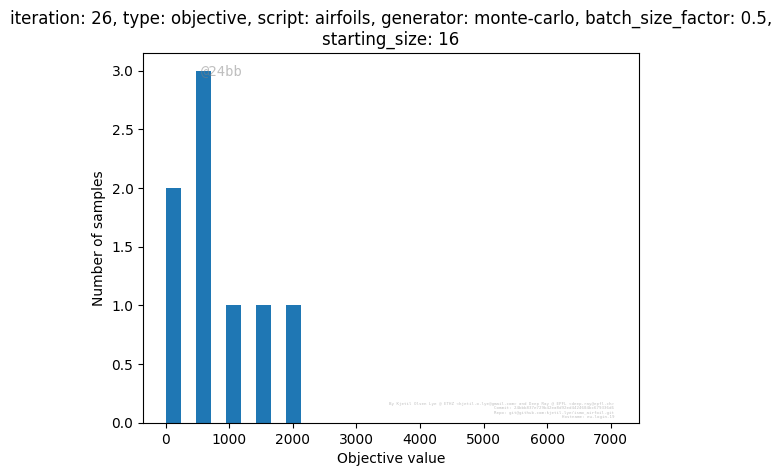 iteration: 26, type: objective, script: airfoils, generator: monte-carlo, batch_size_factor: 0.5,
starting_size: 16
@24bb
3.0
2.5
2.0
1.5
1.0
0.5
0.0
Number of samples
0 1000 2000 3000 4000 5000 6000 7000
Objective value